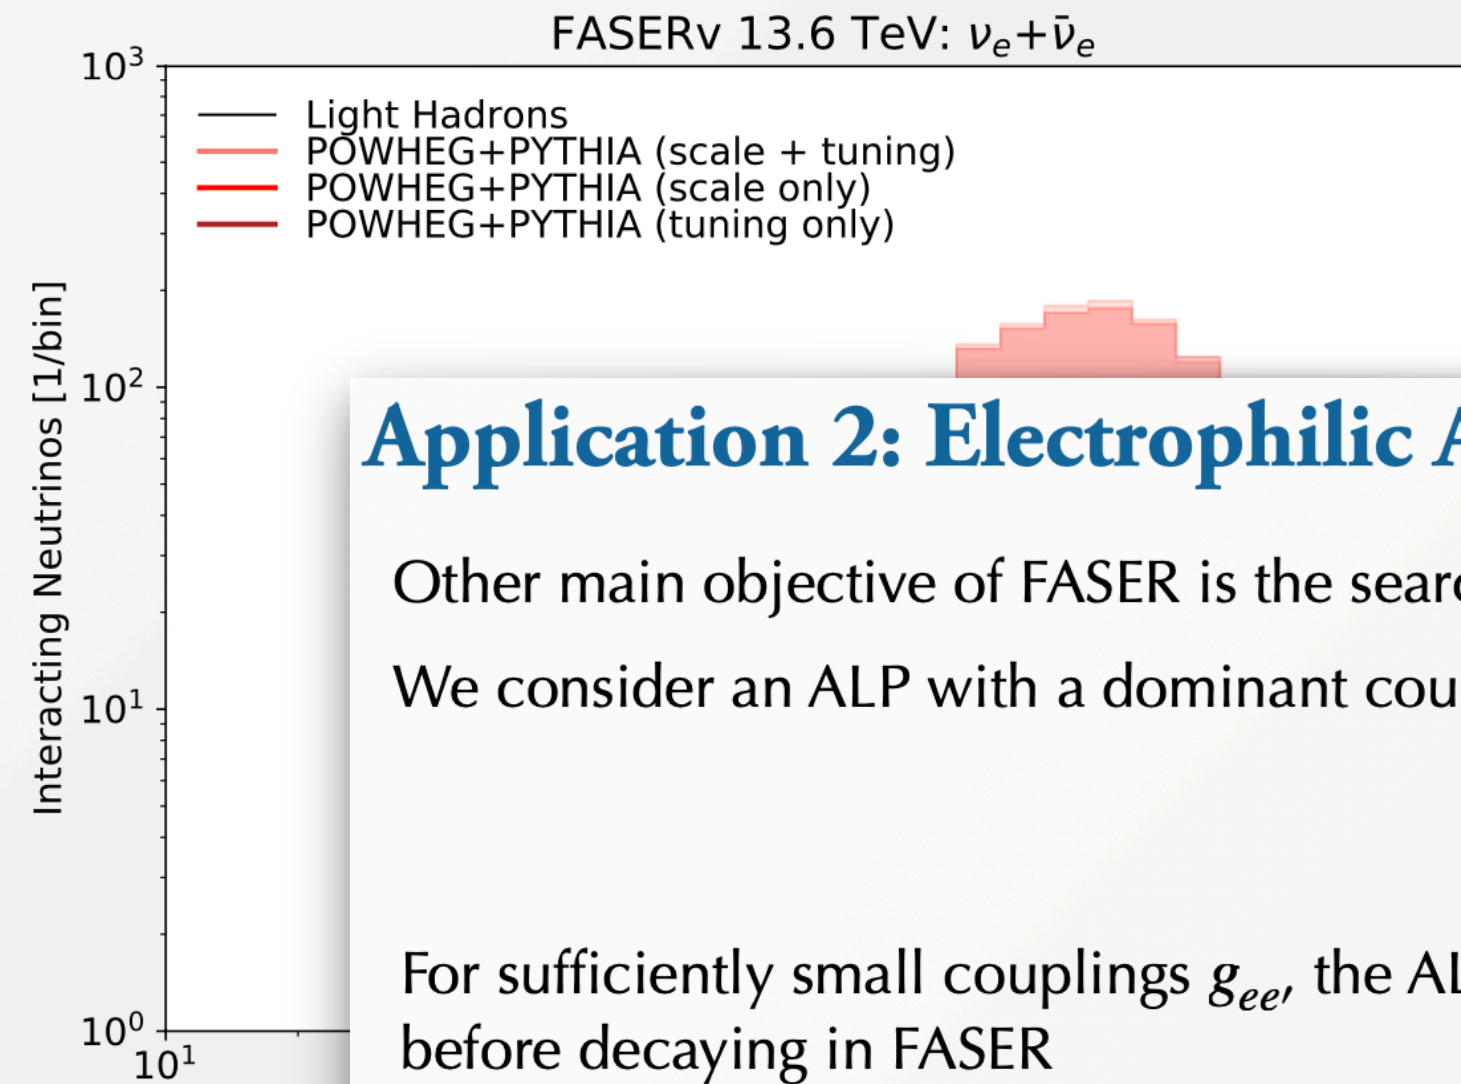 FASERν 13.6 TeV: νₑ+ν̄ₑ
10³
Light Hadrons
POWHEG+PYTHIA (scale + tuning)
POWHEG+PYTHIA (scale only)
POWHEG+PYTHIA (tuning only)
Interacting Neutrinos [1/bin]
10²
10¹
10⁰
10¹
Application 2: Electrophilic A
Other main objective of FASER is the sear
We consider an ALP with a dominant cou
For sufficiently small couplings gₑₑ, the AL
before decaying in FASER